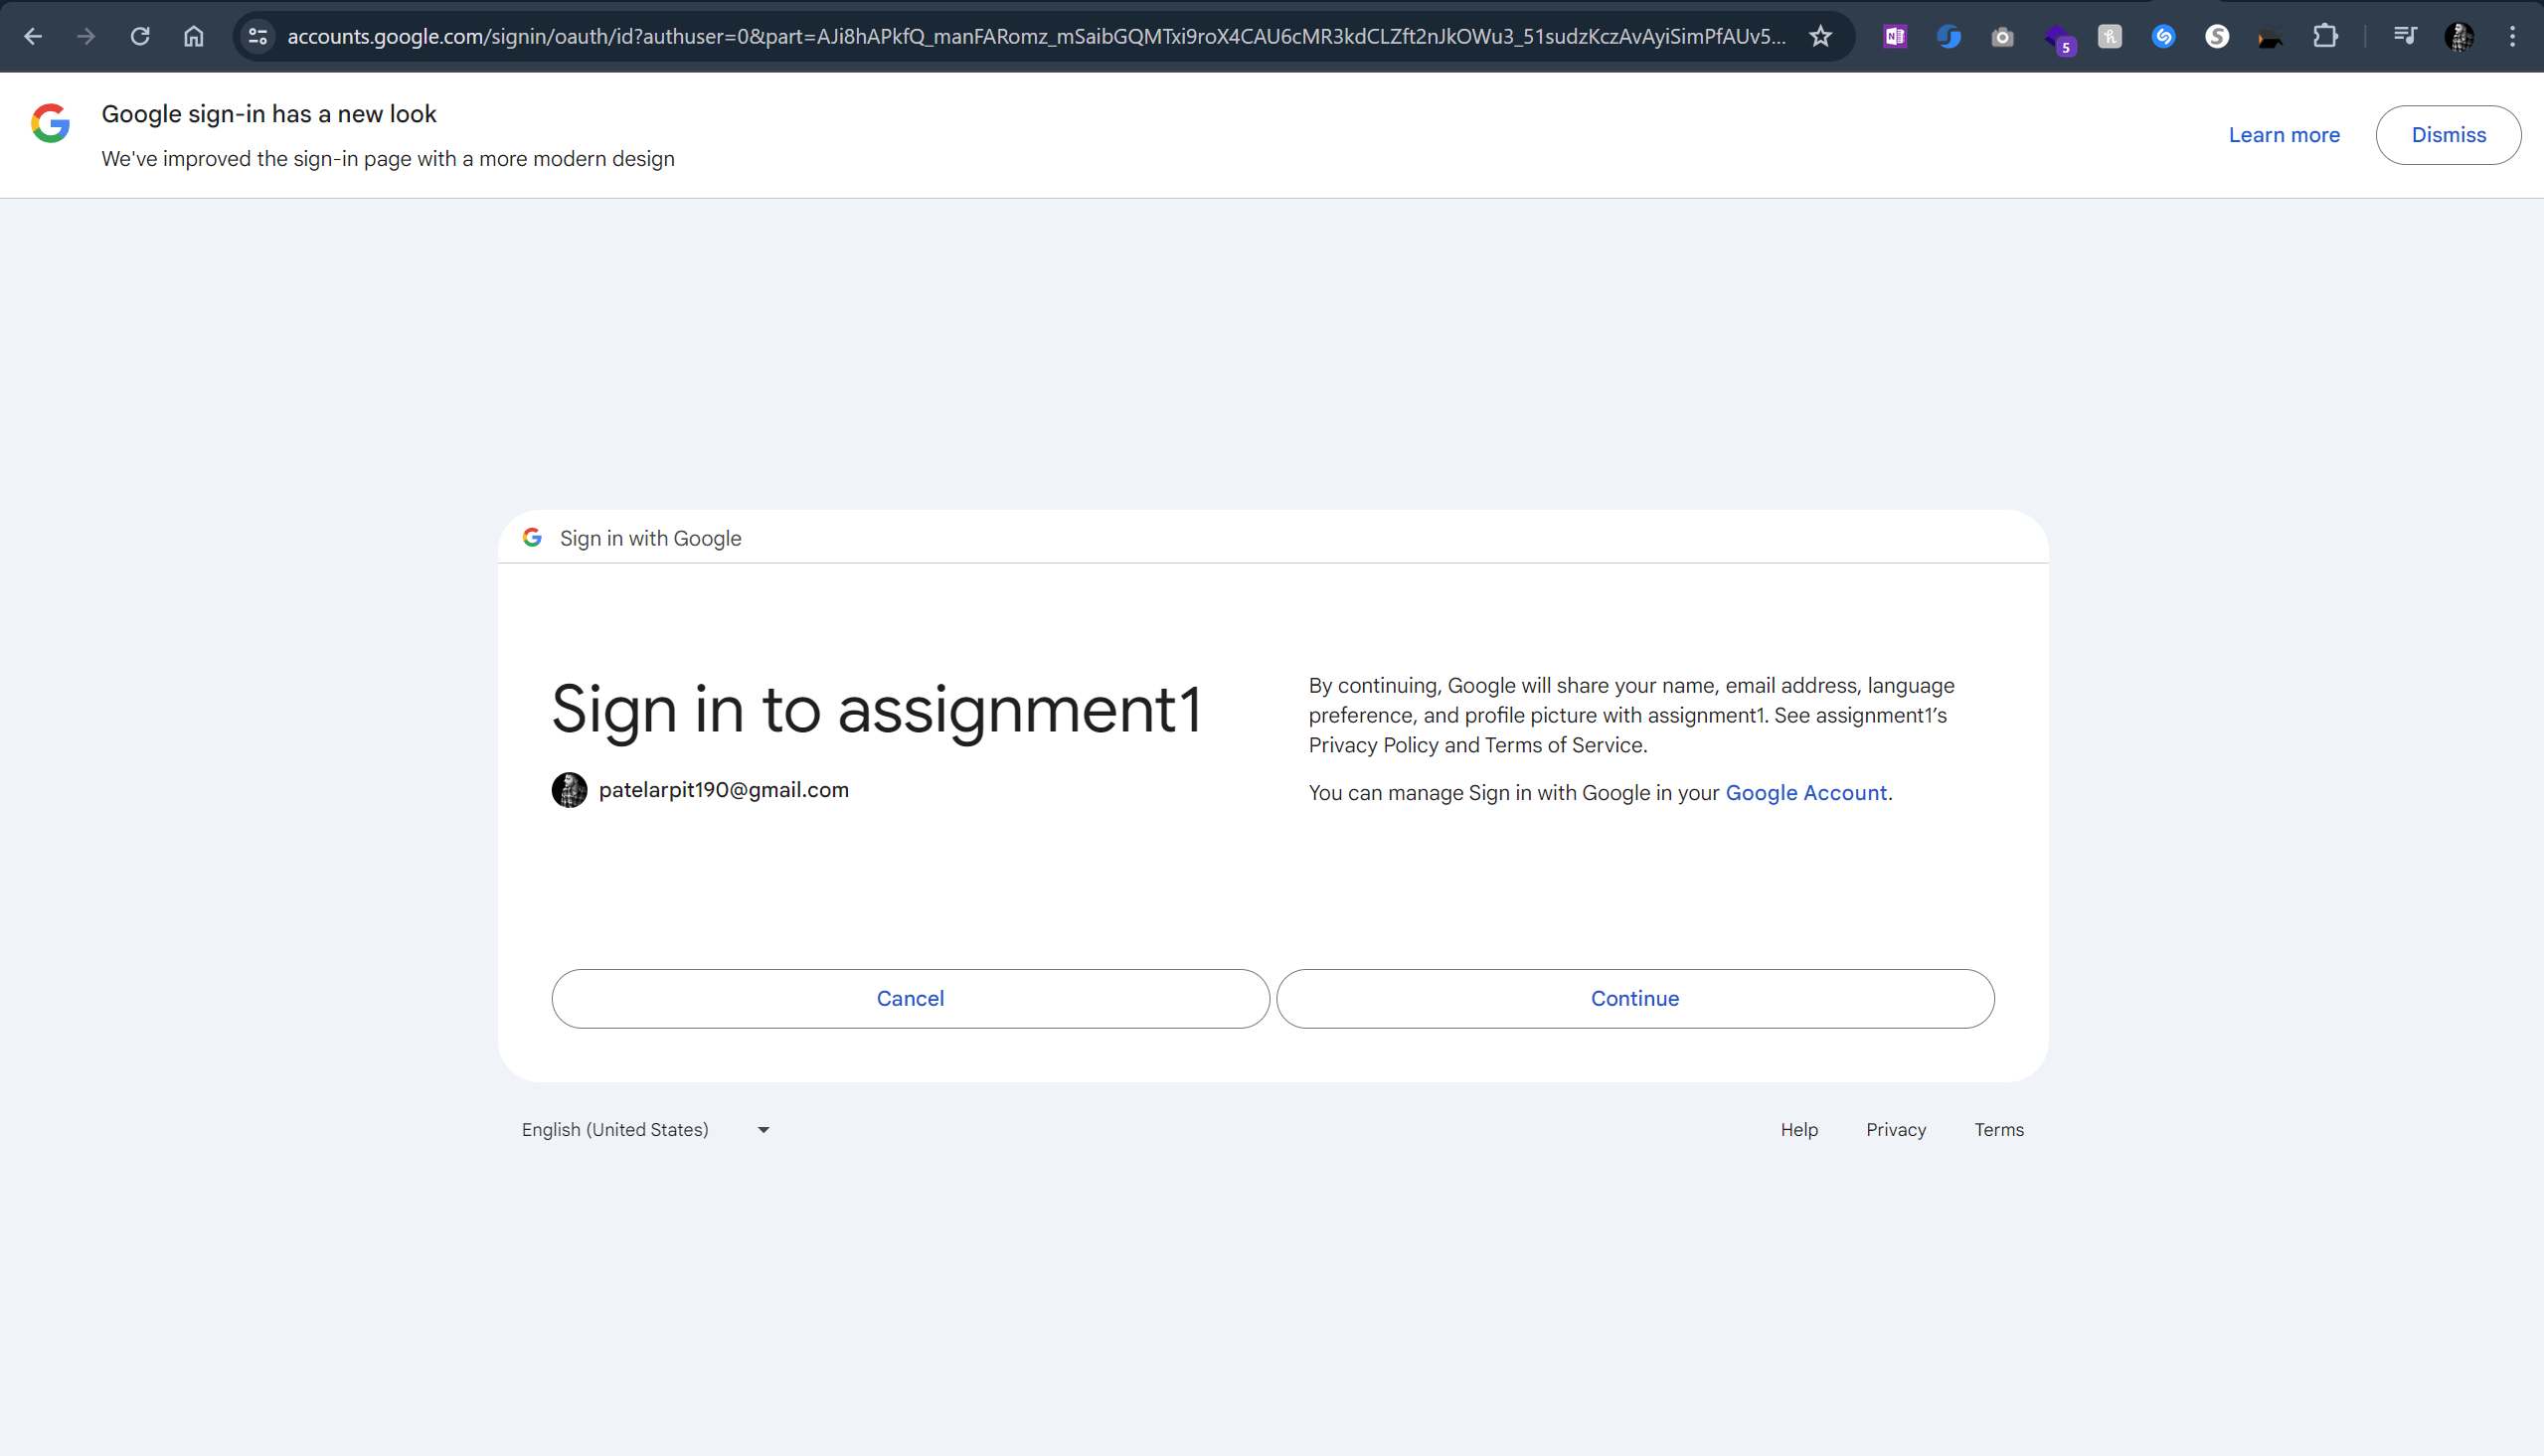 accounts.google.com/signin/oauth/id?authuser=0&part=AJi8hAPkfQ_manFARomz_mSaibGQMTxi9roX4CAU6cMR3kdCLZft2nJkOWu3_51sudzKczAvAyiSimPfAUv5...
5
Google sign-in has a new look
We've improved the sign-in page with a more modern design
Learn more
Dismiss
Sign in with Google
Sign in to assignment1
patelarpit190@gmail.com
By continuing, Google will share your name, email address, language
preference, and profile picture with assignment1. See assignment1’s
Privacy Policy and Terms of Service.
You can manage Sign in with Google in your Google Account.
Cancel
Continue
English (United States)
Help
Privacy
Terms